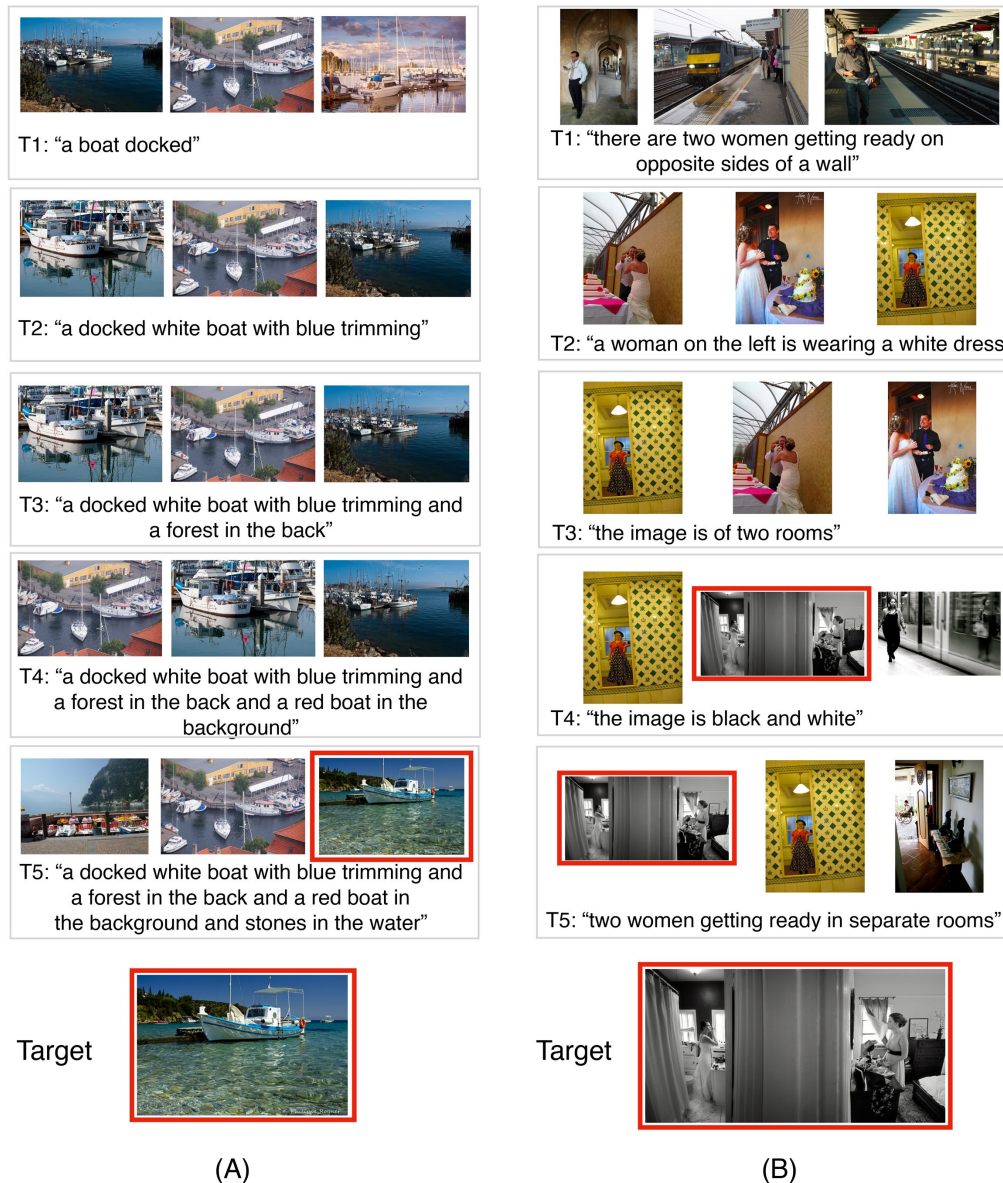 T1: “a boat docked”
T2: “a docked white boat with blue trimming”
T3: “a docked white boat with blue trimming and
a forest in the back”
T4: “a docked white boat with blue trimming and
a forest in the back and a red boat in the
background”
T5: “a docked white boat with blue trimming and
a forest in the back and a red boat in
the background and stones in the water”
Target
(A)
T1: “there are two women getting ready on
opposite sides of a wall”
T2: “a woman on the left is wearing a white dress
T3: “the image is of two rooms”
T4: “the image is black and white”
T5: “two women getting ready in separate rooms”
Target
(B)